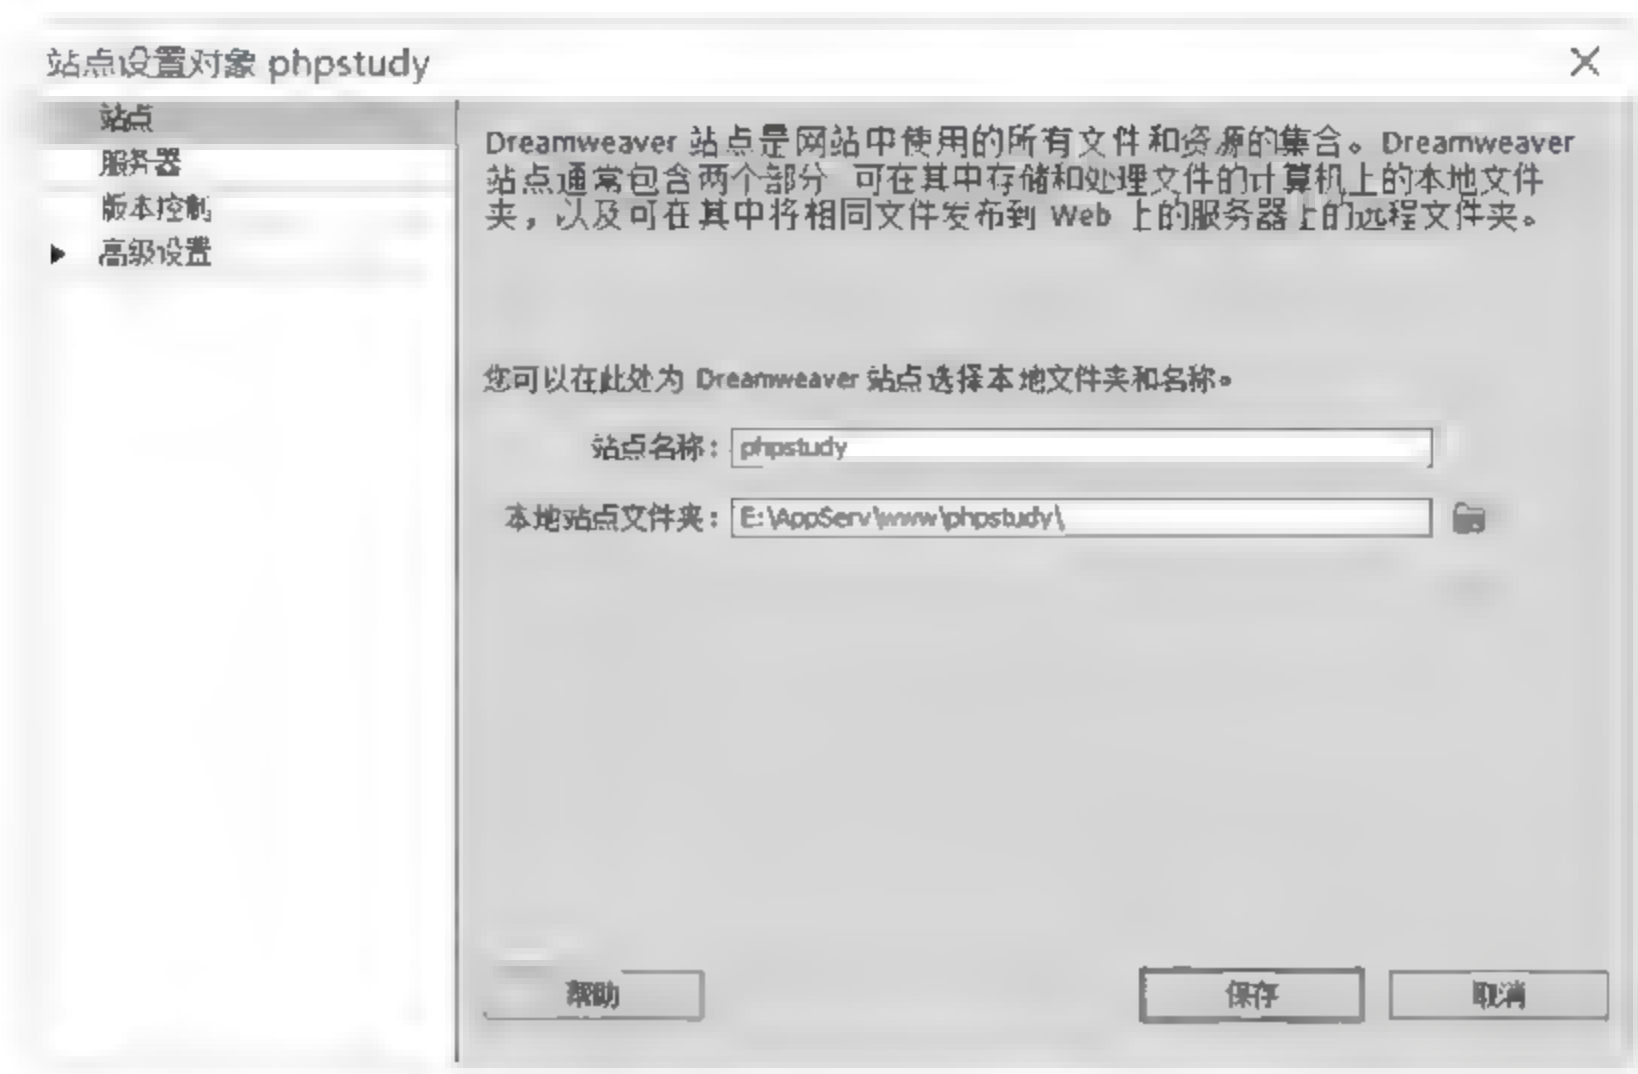 站点设置对象 phpstudy
站点
服务器
版本控制
高级设置
Dreamweaver 站点是网站中使用的所有文件和资源的集合。Dreamweaver
站点通常包含两个部分 可在其中存储和处理文件的计算机上的本地文件
夹，以及可在其中将相同文件发布到 Web 上的服务器上的远程文件夹。
您可以在此处为 Dreamweaver 站点选择本地文件夹和名称。
站点名称： phpstudy
本地站点文件夹： E:\AppServ\www\phpstudy\
帮助
保存
取消